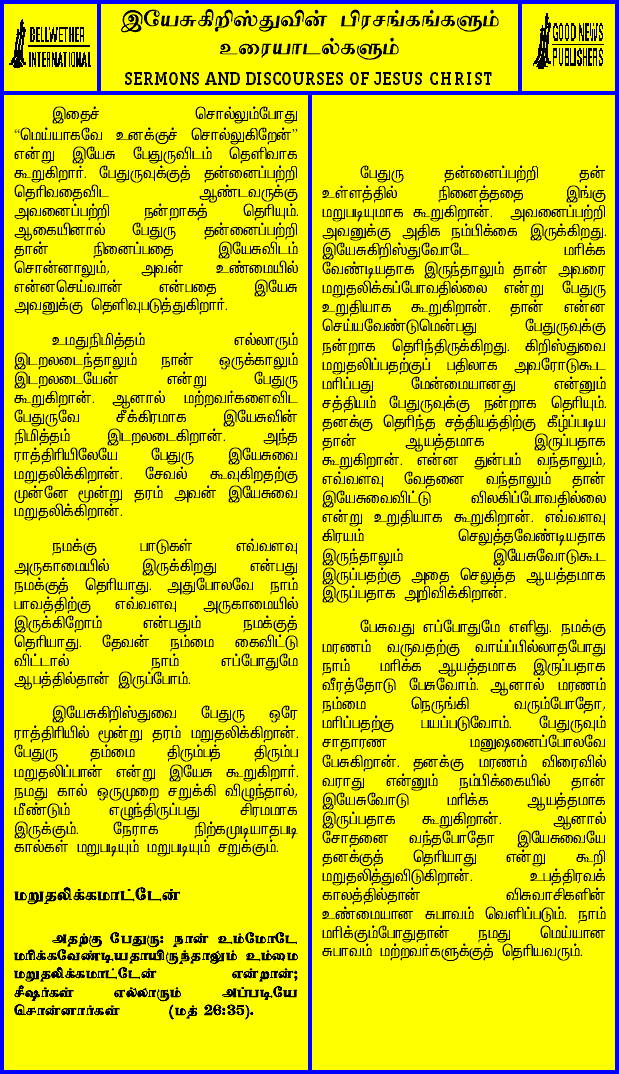 BELLWETHER
INTERNATIONAL
இயேசுகிறிஸ்துவின் பிரசங்கங்களும்
உரையாடல்களும்
SERMONS AND DISCOURSES OF JESUS CHRIST
GOOD NEWS
PUBLISHERS
இதைச் சொல்லும்போது
“மெய்யாகவே உனக்குச் சொல்லுகிறேன்”
என்று இயேசு பேதுருவிடம் தெளிவாக
கூறுகிறார். பேதுருவுக்குத் தன்னைப்பற்றி
தெரிவதைவிட ஆண்டவருக்கு
அவனைப்பற்றி நன்றாகத் தெரியும்.
ஆகையினால் பேதுரு தன்னைப்பற்றி
தான் நினைப்பதை இயேசுவிடம்
சொன்னாலும், அவன் உண்மையில்
என்னசெய்வான் என்பதை இயேசு
அவனுக்கு தெளிவுபடுத்துகிறார்.
உமதுநிமித்தம் எல்லாரும்
இடறலடைந்தாலும் நான் ஒருக்காலும்
இடறலடையேன் என்று பேதுரு
கூறுகிறான். ஆனால் மற்றவர்களைவிட
பேதுருவே சீக்கிரமாக இயேசுவின்
நிமித்தம் இடறலடைகிறான். அந்த
ராத்திரியிலேயே பேதுரு இயேசுவை
மறுதலிக்கிறான். சேவல் கூவுகிறதற்கு
முன்னே மூன்று தரம் அவன் இயேசுவை
மறுதலிக்கிறான்.
நமக்கு பாடுகள் எவ்வளவு
அருகாமையில் இருக்கிறது என்பது
நமக்குத் தெரியாது. அதுபோலவே நாம்
பாவத்திற்கு எவ்வளவு அருகாமையில்
இருக்கிறோம் என்பதும் நமக்குத்
தெரியாது. தேவன் நம்மை கைவிட்டு
விட்டால் நாம் எப்போதுமே
ஆபத்தில்தான் இருப்போம்.
இயேசுகிறிஸ்துவை பேதுரு ஒரே
ராத்திரியில் மூன்று தரம் மறுதலிக்கிறான்.
பேதுரு தம்மை திரும்பத் திரும்ப
மறுதலிப்பான் என்று இயேசு கூறுகிறார்.
நமது கால் ஒருமுறை சறுக்கி விழுந்தால்,
மீண்டும் எழுந்திருப்பது சிரமமாக
இருக்கும். நேராக நிற்கமுடியாதபடி
கால்கள் மறுபடியும் மறுபடியும் சறுக்கும்.
மறுதலிக்கமாட்டேன்
அதற்கு பேதுரு: நான் உம்மோடே
மரிக்கவேண்டியதாயிருந்தாலும் உம்மை
மறுதலிக்கமாட்டேன் என்றான்;
சீஷர்கள் எல்லாரும் அப்படியே
சொன்னார்கள் (மத் 26:35).
பேதுரு தன்னைப்பற்றி தன்
உள்ளத்தில் நினைத்ததை இங்கு
மறுபடியுமாக கூறுகிறான். அவனைப்பற்றி
அவனுக்கு அதிக நம்பிக்கை இருக்கிறது.
இயேசுகிறிஸ்துவோடே மரிக்க
வேண்டியதாக இருந்தாலும் தான் அவரை
மறுதலிக்கப்போவதில்லை என்று பேதுரு
உறுதியாக கூறுகிறான். தான் என்ன
செய்யவேண்டுமென்பது பேதுருவுக்கு
நன்றாக தெரிந்திருக்கிறது. கிறிஸ்துவை
மறுதலிப்பதற்குப் பதிலாக அவரோடுகூட
மரிப்பது மேன்மையானது என்னும்
சத்தியம் பேதுருவுக்கு நன்றாக தெரியும்.
தனக்கு தெரிந்த சத்தியத்திற்கு கீழ்ப்படிய
தான் ஆயத்தமாக இருப்பதாக
கூறுகிறான். என்ன துன்பம் வந்தாலும்,
எவ்வளவு வேதனை வந்தாலும் தான்
இயேசுவைவிட்டு விலகிப்போவதில்லை
என்று உறுதியாக கூறுகிறான். எவ்வளவு
கிரயம் செலுத்தவேண்டியதாக
இருந்தாலும் இயேசுவோடுகூட
இருப்பதற்கு அதை செலுத்த ஆயத்தமாக
இருப்பதாக அறிவிக்கிறான்.
பேசுவது எப்போதுமே எளிது. நமக்கு
மரணம் வருவதற்கு வாய்ப்பில்லாதபோது
நாம் மரிக்க ஆயத்தமாக இருப்பதாக
வீரத்தோடு பேசுவோம். ஆனால் மரணம்
நம்மை நெருங்கி வரும்போதோ,
மரிப்பதற்கு பயப்படுவோம். பேதுருவும்
சாதாரண மனுஷனைப்போலவே
பேசுகிறான். தனக்கு மரணம் விரைவில்
வராது என்னும் நம்பிக்கையில் தான்
இயேசுவோடு மரிக்க ஆயத்தமாக
இருப்பதாக கூறுகிறான். ஆனால்
சோதனை வந்தபோதோ இயேசுவையே
தனக்குத் தெரியாது என்று கூறி
மறுதலித்துவிடுகிறான். உபத்திரவக்
காலத்தில்தான் விசுவாசிகளின்
உண்மையான சுபாவம் வெளிப்படும். நாம்
மரிக்கும்போதுதான் நமது மெய்யான
சுபாவம் மற்றவர்களுக்குத் தெரியவரும்.